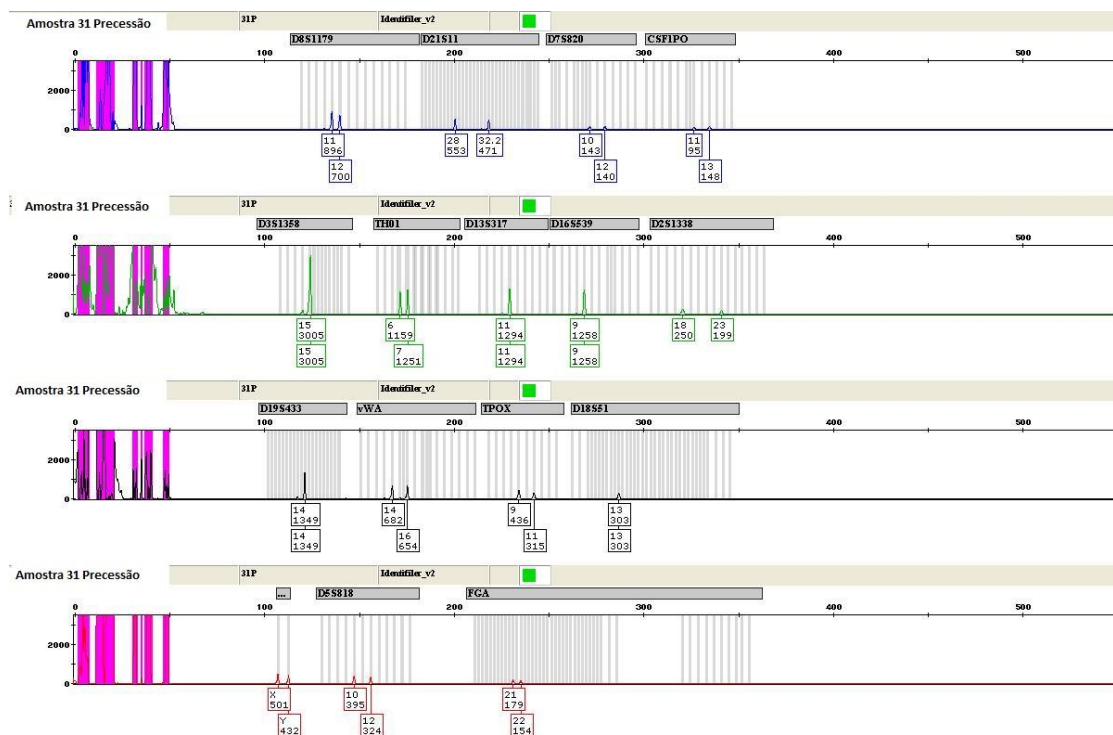 Amostra 31 Precessão 31P Identifiler_v2
D8S1179 D21S11 D7S820 CSF1PO
0 100 200 300 400 500
2000
0
11 28 32.2 10 11
896 553 471 143 95
12 12 13
700 140 148
Amostra 31 Precessão 31P Identifiler_v2
D3S1358 TH01 D13S317 D16S539 D2S1338
0 100 200 300 400 500
2000
0
15 6 11 9 18 23
3005 1159 1294 1258 250 199
15 7 11 9
3005 1251 1294 1258
Amostra 31 Precessão 31P Identifiler_v2
D19S433 vWA TPOX D18S51
0 100 200 300 400 500
2000
0
14 14 9 13
1349 682 436 303
14 16 11 13
1349 654 315 303
Amostra 31 Precessão 31P Identifiler_v2
... D5S818 FGA
0 100 200 300 400 500
2000
0
X 10 21
501 395 179
Y 12 22
432 324 154